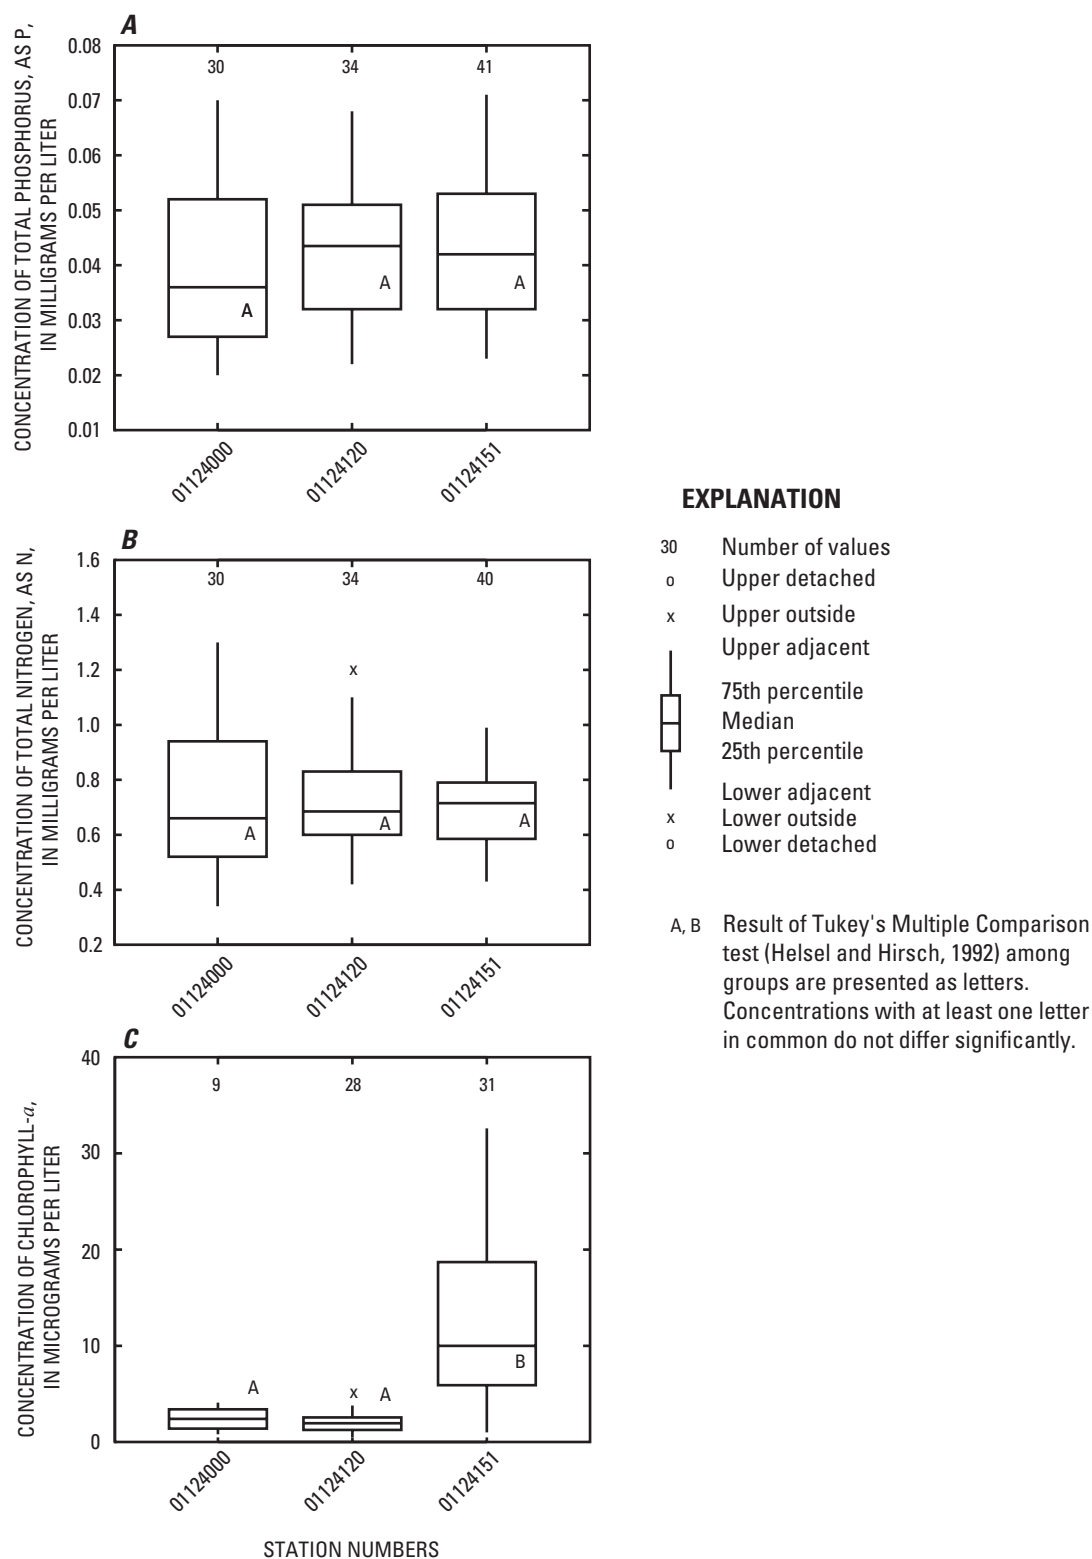 A
CONCENTRATION OF TOTAL PHOSPHORUS, AS P,
IN MILLIGRAMS PER LITER
0.08
0.07
0.06
0.05
0.04
0.03
0.02
0.01
30 34 41
A A A
01124000 01124120 01124151
B
CONCENTRATION OF TOTAL NITROGEN, AS N,
IN MILLIGRAMS PER LITER
1.6
1.4
1.2
1.0
0.8
0.6
0.4
0.2
30 34 40
x
A A A
01124000 01124120 01124151
C
CONCENTRATION OF CHLOROPHYLL-a,
IN MICROGRAMS PER LITER
40
30
20
10
0
9 28 31
A x A B
01124000 01124120 01124151
STATION NUMBERS
EXPLANATION
30 Number of values
o Upper detached
x Upper outside
Upper adjacent
75th percentile
Median
25th percentile
Lower adjacent
x Lower outside
o Lower detached
A, B Result of Tukey's Multiple Comparison
test (Helsel and Hirsch, 1992) among
groups are presented as letters.
Concentrations with at least one letter
in common do not differ significantly.